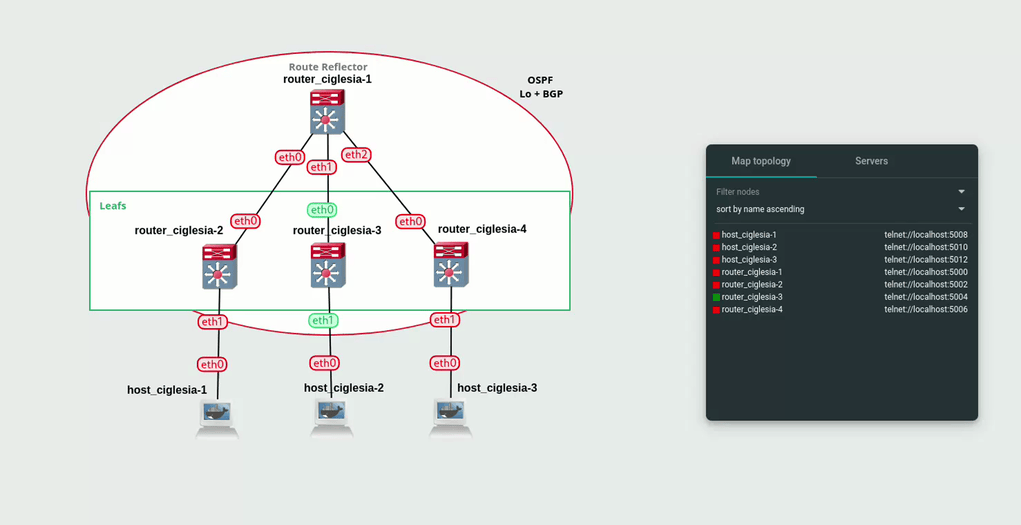 Route Reflector
router_ciglesia-1
OSPF
Lo + BGP
eth0
eth1
eth2
Leafs
eth0
eth0
eth0
router_ciglesia-2
router_ciglesia-3
router_ciglesia-4
eth1
eth1
eth1
eth0
eth0
eth0
host_ciglesia-1
host_ciglesia-2
host_ciglesia-3
Map topology
Servers
Filter nodes
sort by name ascending
host_ciglesia-1 telnet://localhost:5008
host_ciglesia-2 telnet://localhost:5010
host_ciglesia-3 telnet://localhost:5012
router_ciglesia-1 telnet://localhost:5000
router_ciglesia-2 telnet://localhost:5002
router_ciglesia-3 telnet://localhost:5004
router_ciglesia-4 telnet://localhost:5006